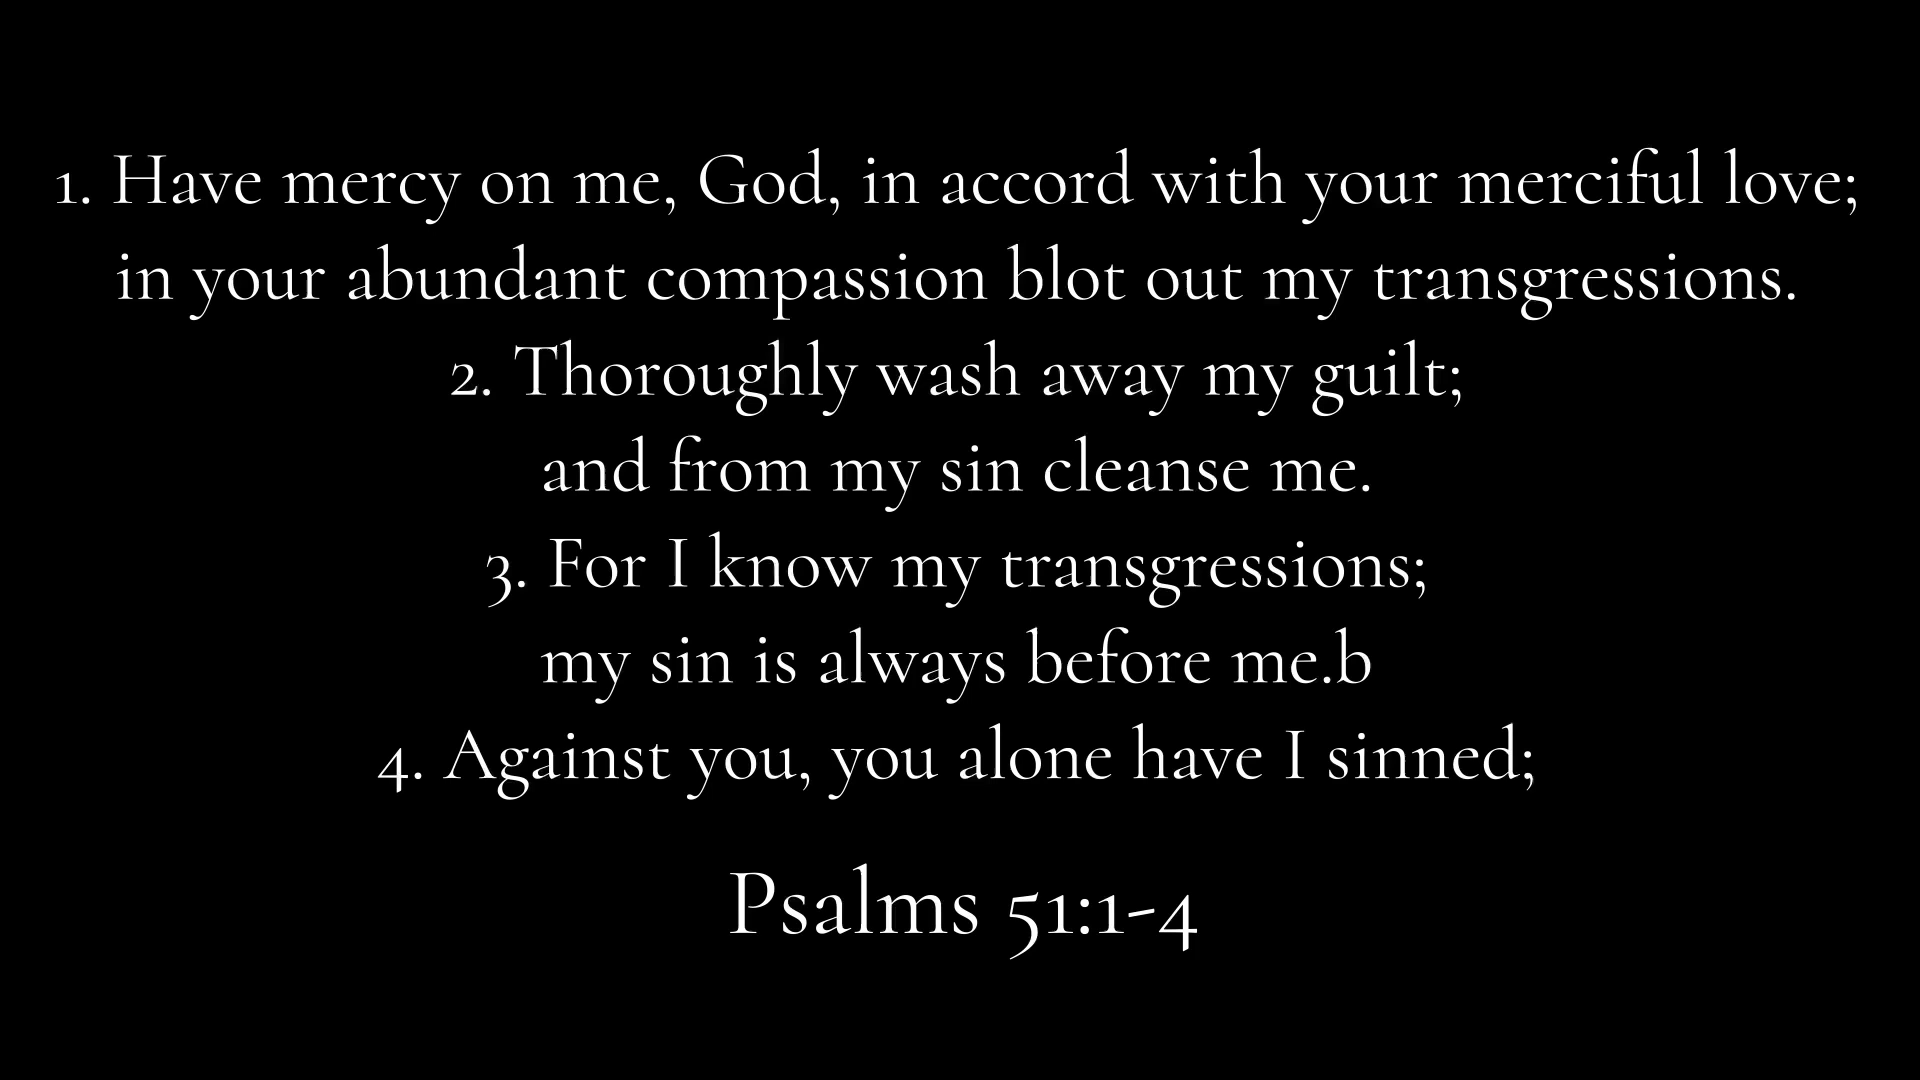 1. Have mercy on me, God, in accord with your merciful love;
in your abundant compassion blot out my transgressions.
2. Thoroughly wash away my guilt;
and from my sin cleanse me.
3. For I know my transgressions;
my sin is always before me.b
4. Against you, you alone have I sinned;
Psalms 51:1-4